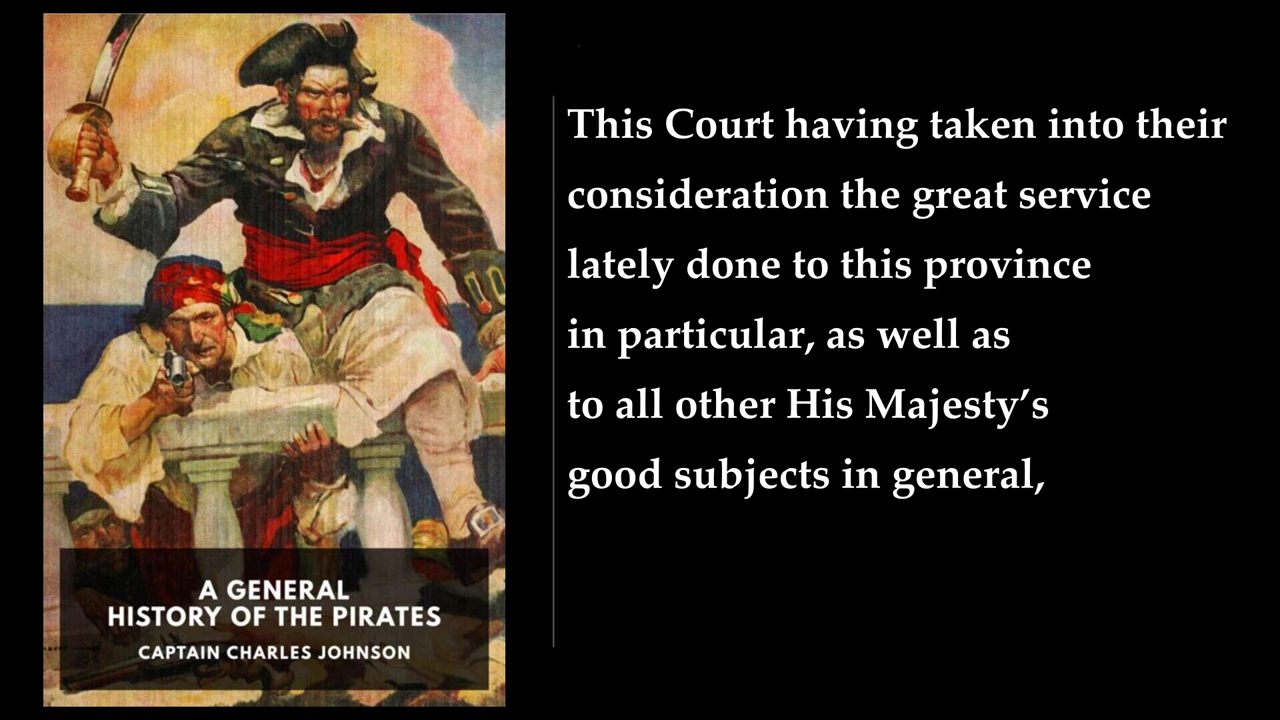 This Court having taken into their
consideration the great service
lately done to this province
in particular, as well as
to all other His Majesty’s
good subjects in general,
A GENERAL
HISTORY OF THE PIRATES
CAPTAIN CHARLES JOHNSON